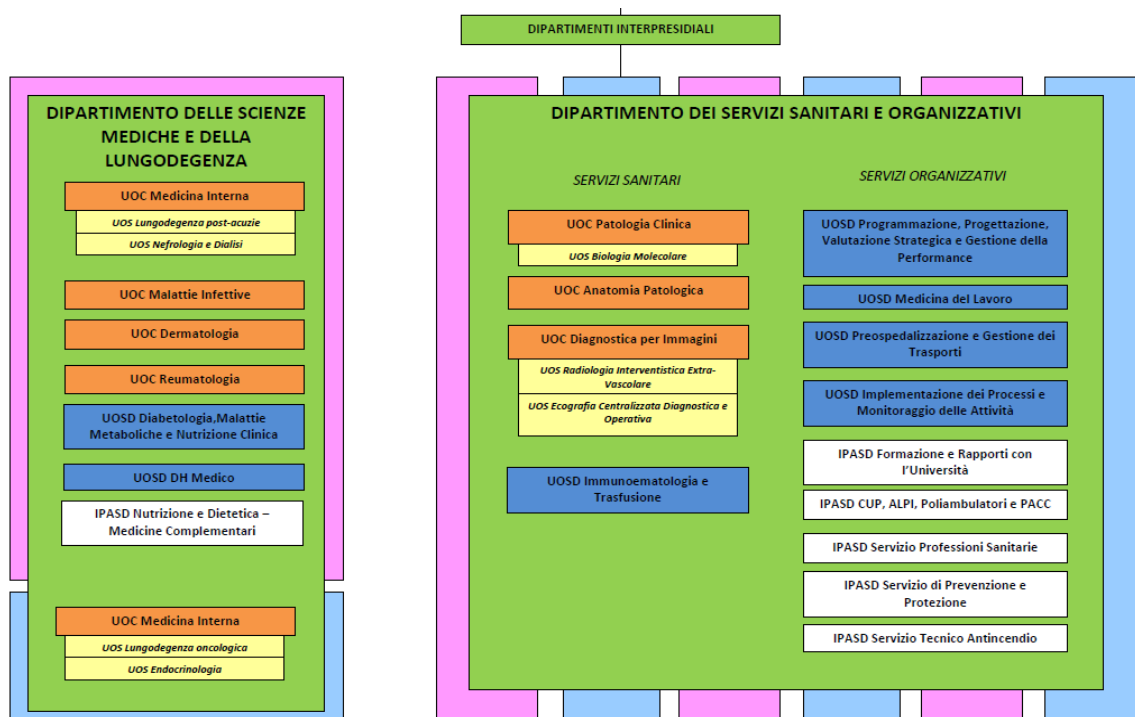 DIPARTIMENTI INTERPRESIDIALI
DIPARTIMENTO DELLE SCIENZE
MEDICHE E DELLA
LUNGODEGENZA
UOC Medicina Interna
UOS Lungodegenza post-acuzie
UOS Nefrologia e Dialisi
UOC Malattie Infettive
UOC Dermatologia
UOC Reumatologia
UOSD Diabetologia,Malattie
Metaboliche e Nutrizione Clinica
UOSD DH Medico
IPASD Nutrizione e Dietetica –
Medicine Complementari
UOC Medicina Interna
UOS Lungodegenza oncologica
UOS Endocrinologia
DIPARTIMENTO DEI SERVIZI SANITARI E ORGANIZZATIVI
SERVIZI SANITARI
UOC Patologia Clinica
UOS Biologia Molecolare
UOC Anatomia Patologica
UOC Diagnostica per Immagini
UOS Radiologia Interventistica Extra-
Vascolare
UOS Ecografia Centralizzata Diagnostica e
Operativa
UOSD Immunoematologia e
Trasfusione
SERVIZI ORGANIZZATIVI
UOSD Programmazione, Progettazione,
Valutazione Strategica e Gestione della
Performance
UOSD Medicina del Lavoro
UOSD Preospedalizzazione e Gestione dei
Trasporti
UOSD Implementazione dei Processi e
Monitoraggio delle Attività
IPASD Formazione e Rapporti con
l'Università
IPASD CUP, ALPI, Poliambulatori e PACC
IPASD Servizio Professioni Sanitarie
IPASD Servizio di Prevenzione e
Protezione
IPASD Servizio Tecnico Antincendio